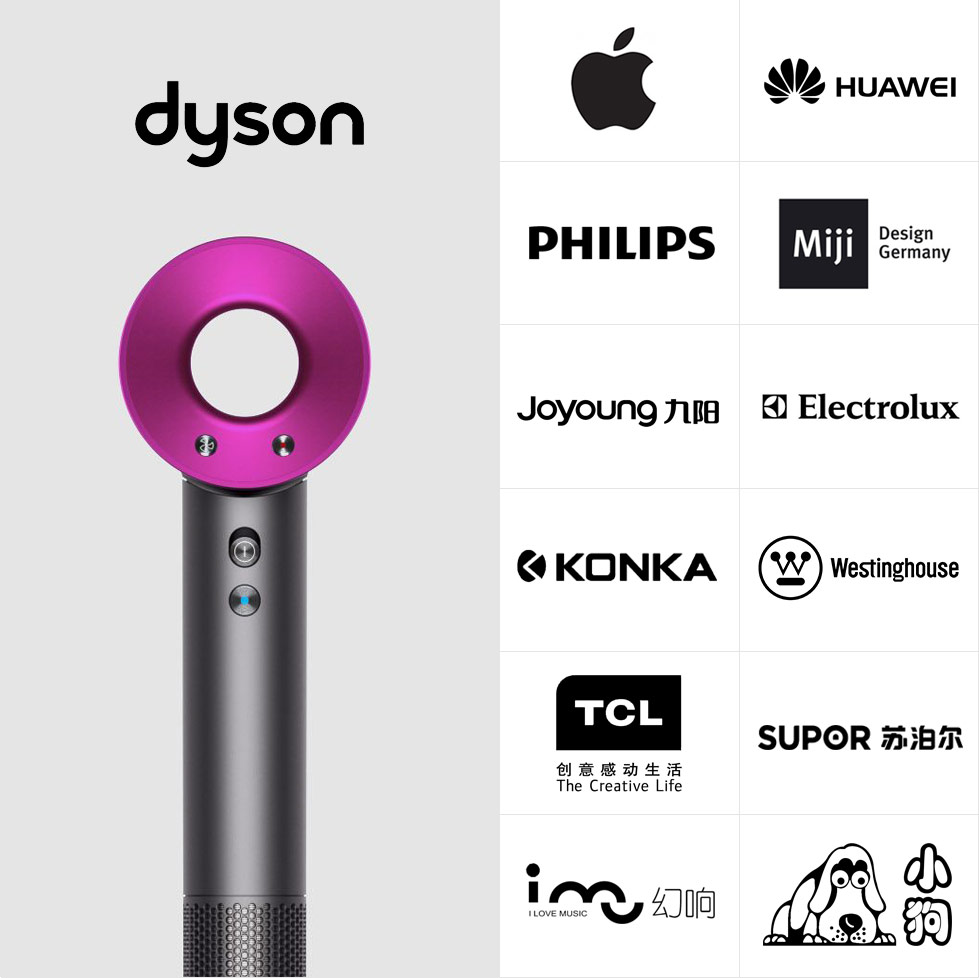 dyson
HUAWEI
PHILIPS
Miji
Design
Germany
Joyoung 九阳
Electrolux
KONKA
Westinghouse
TCL
创意感动生活
The Creative Life
SUPOR 苏泊尔
imu 幻响
I LOVE MUSIC
小狗